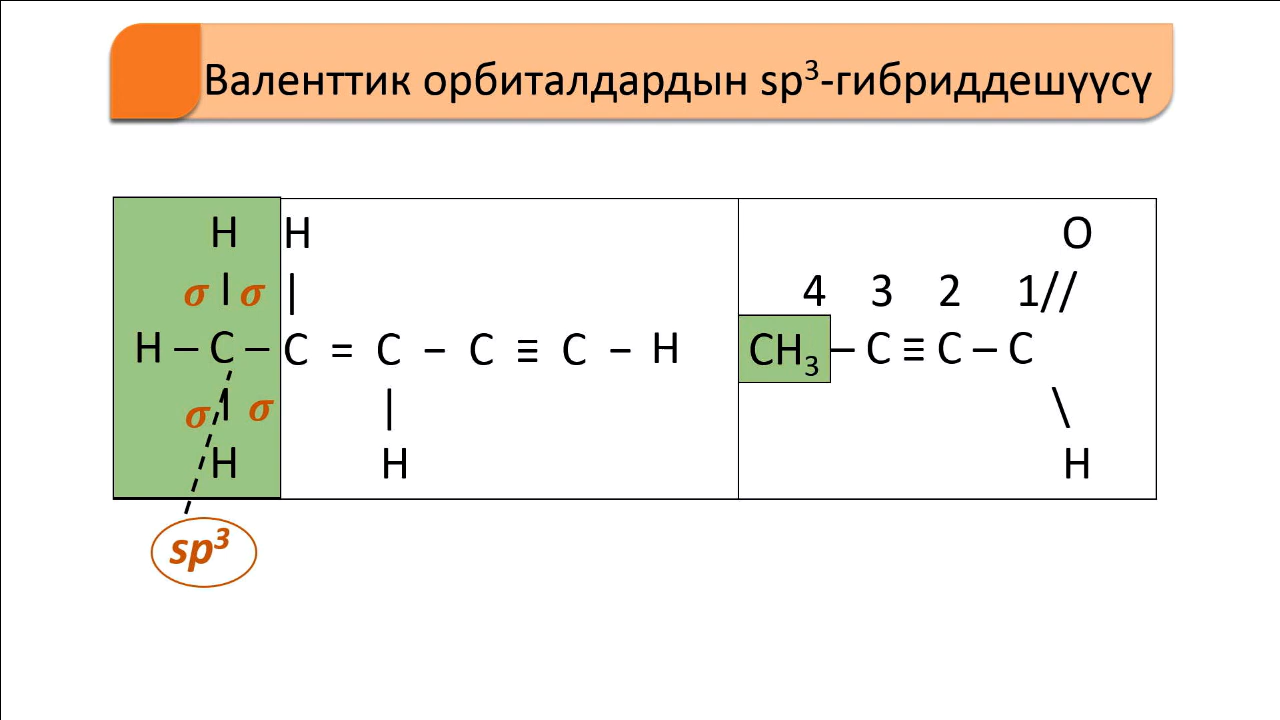 Валенттик орбиталдардын sp³-гибриддешүүсү
H H O
σ | σ | 4 3 2 1//
H – C – C = C – C ≡ C – H CH₃ – C ≡ C – C
σ | σ | \
H H H
sp³